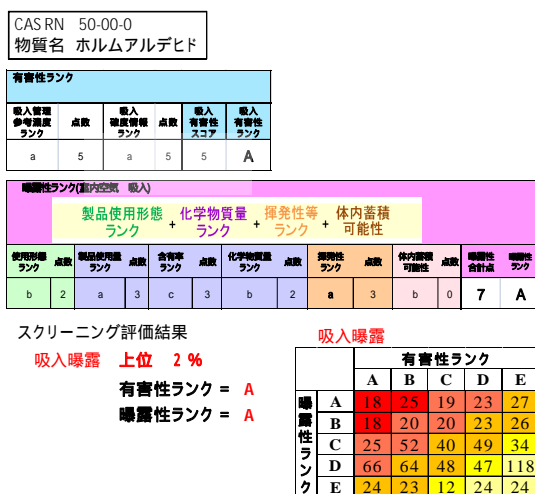 CAS RN 50-00-0
物質名 ホルムアルデヒド
有害性ランク
吸入管理参考濃度ランク 点数 吸入確度情報ランク 点数 吸入有害性スコア 吸入有害性ランク
a 5 a 5 5 A
曝露性ランク(室内空気 吸入)
製品使用形態ランク + 化学物質量ランク + 揮発性等ランク + 体内蓄積可能性
使用形態ランク 点数 製品使用量ランク 点数 含有率ランク 点数 化学物質量ランク 点数 揮発性ランク 点数 体内蓄積可能性 点数 曝露性合計点 曝露性ランク
b 2 a 3 c 3 b 2 a 3 b 0 7 A
スクリーニング評価結果
吸入曝露 上位 2 %
有害性ランク = A
曝露性ランク = A
吸入曝露
有害性ランク
A B C D E
曝露性ランク
A 18 25 19 23 27
B 18 20 20 23 26
C 25 52 40 49 34
D 66 64 48 47 118
E 24 23 12 24 24